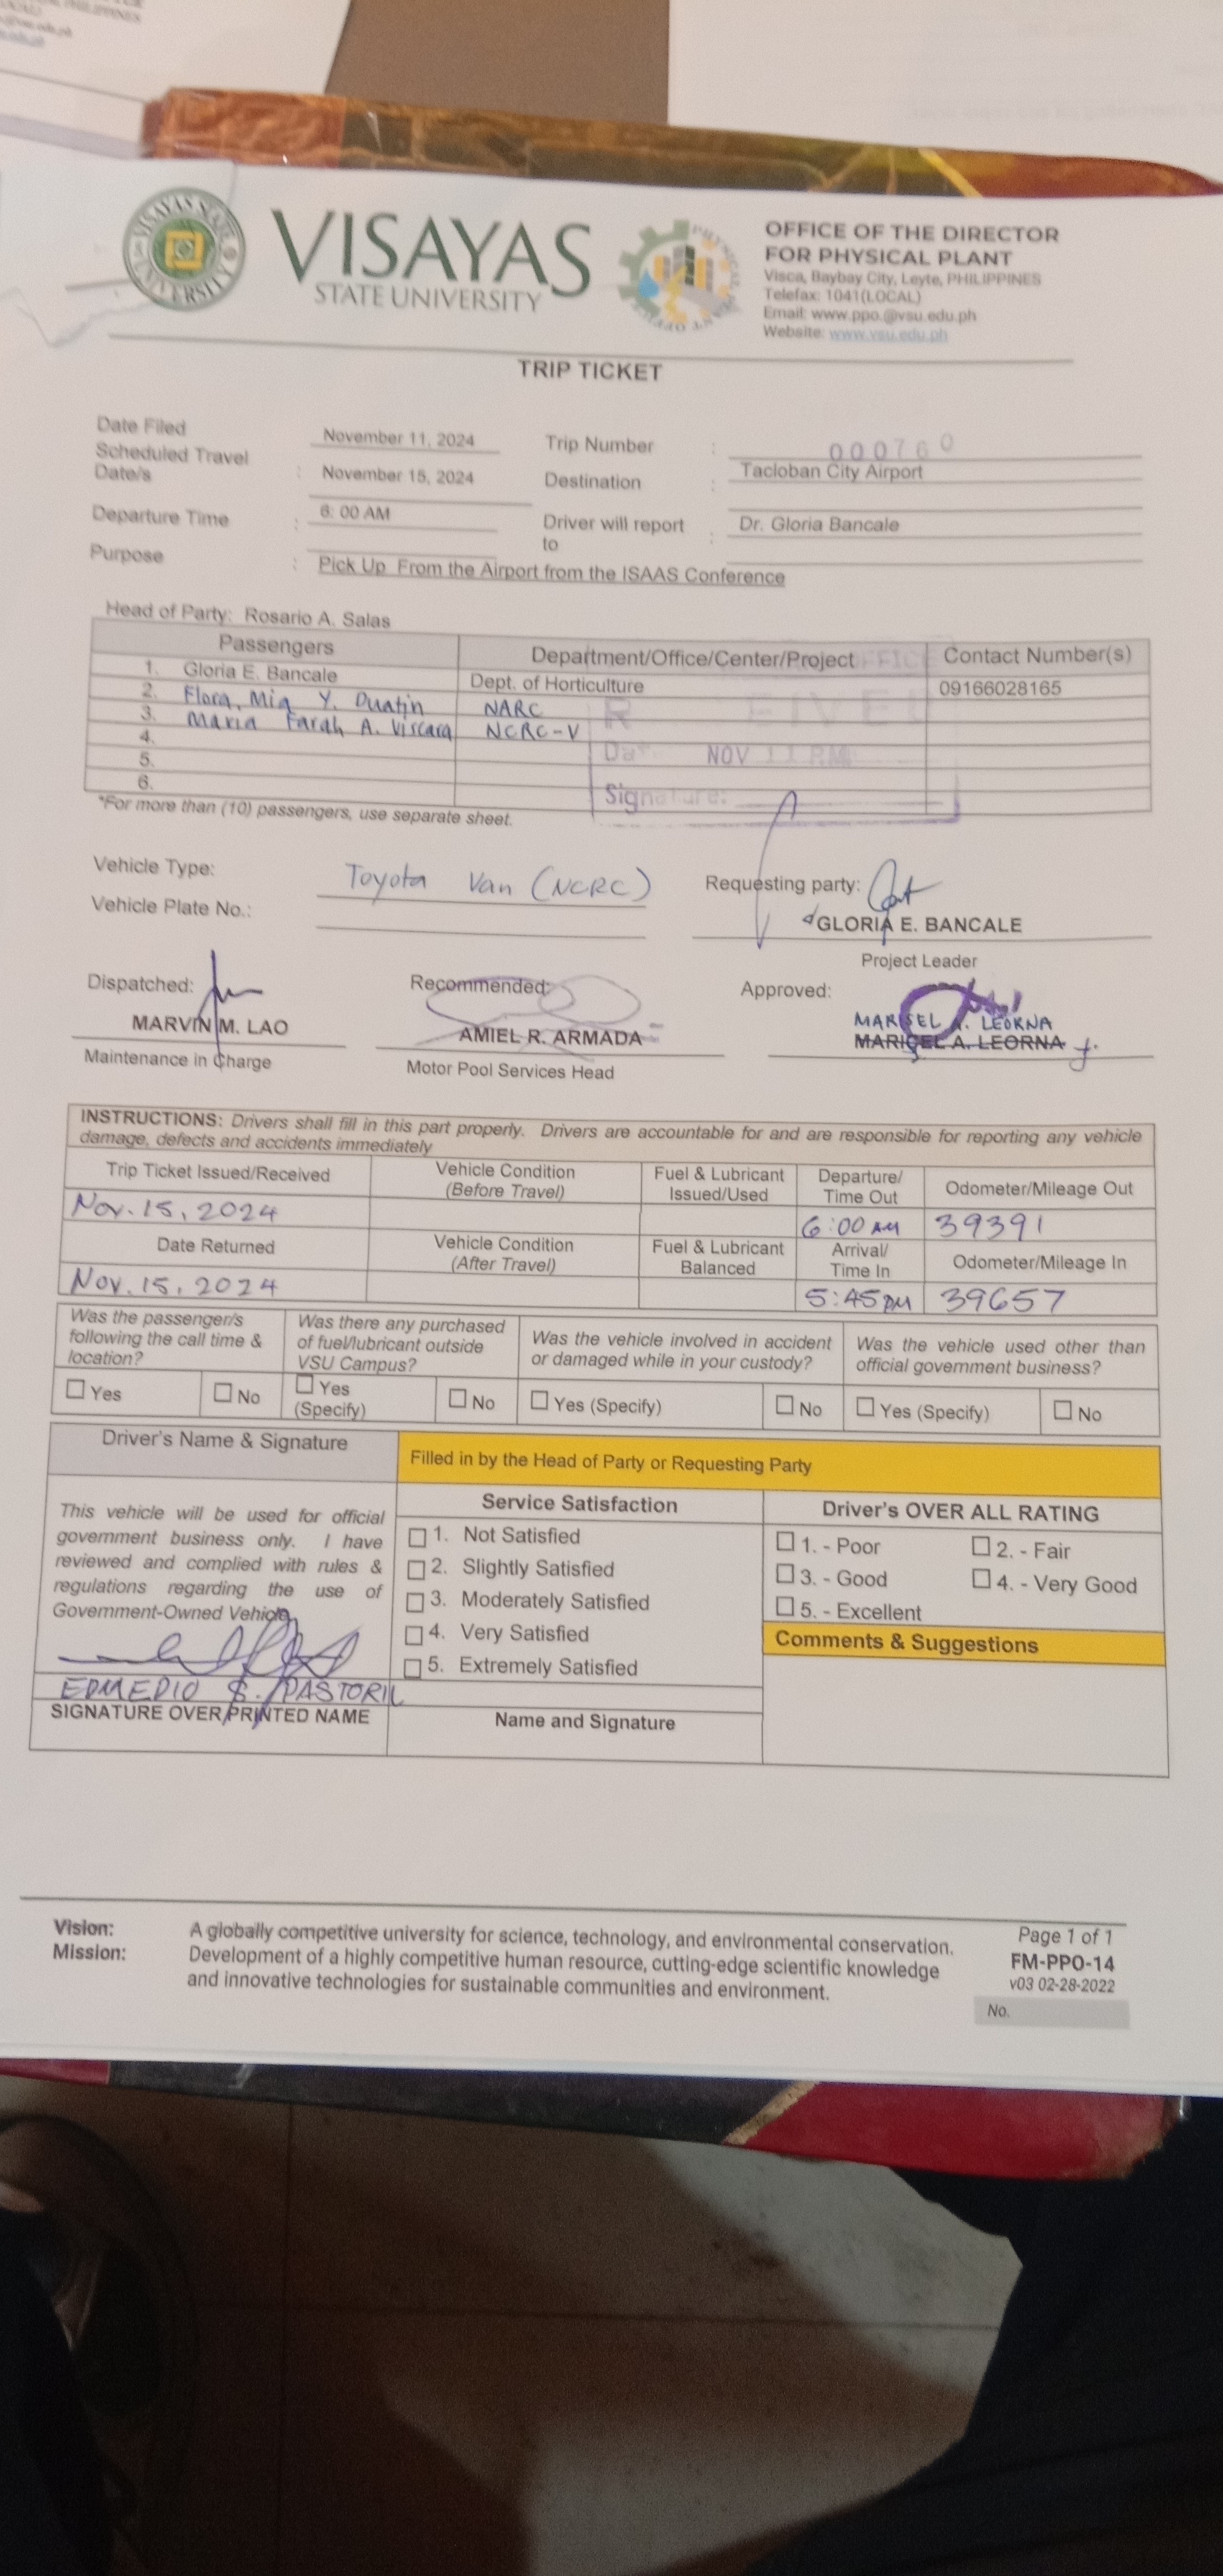 VISAYAS
STATE UNIVERSITY
OFFICE OF THE DIRECTOR
FOR PHYSICAL PLANT
Visca, Baybay City, Leyte, PHILIPPINES
Telefax: 1041(LOCAL)
Email: www.ppo.@vsu.edu.ph
Website: www.vsu.edu.ph
TRIP TICKET
Date Filed November 11, 2024 Trip Number : 000760
Scheduled Travel Date/s : November 15, 2024 Destination : Tacloban City Airport
Departure Time : 6: 00 AM Driver will report to : Dr. Gloria Bancale
Purpose : Pick Up From the Airport from the ISAAS Conference
Head of Party: Rosario A. Salas
Passengers Department/Office/Center/Project Contact Number(s)
1. Gloria E. Bancale Dept. of Horticulture 09166028165
2. Flora, Mia Y. Duatin NARC
3. Maria Farah A. Viscara NCRC-V
4.
5.
6.
Date NOV 11
Signature:
*For more than (10) passengers, use separate sheet.
Vehicle Type: Toyota Van (NCRC) Requesting party:
Vehicle Plate No.: GLORIA E. BANCALE
Project Leader
Dispatched: Recommended: Approved:
MARVIN M. LAO AMIEL R. ARMADA MARISEL A. LEORNA
MARICEL A. LEORNA
Maintenance in Charge Motor Pool Services Head
INSTRUCTIONS: Drivers shall fill in this part properly. Drivers are accountable for and are responsible for reporting any vehicle
damage, defects and accidents immediately
Trip Ticket Issued/Received Vehicle Condition (Before Travel) Fuel & Lubricant Issued/Used Departure/ Time Out Odometer/Mileage Out
Nov. 15, 2024 6:00 AM 39391
Date Returned Vehicle Condition (After Travel) Fuel & Lubricant Balanced Arrival/ Time In Odometer/Mileage In
Nov. 15, 2024 5:45 PM 39657
Was the passenger/s following the call time & location? Was there any purchased of fuel/lubricant outside VSU Campus? Was the vehicle involved in accident or damaged while in your custody? Was the vehicle used other than official government business?
☐ Yes ☐ No ☐ Yes (Specify) ☐ No ☐ Yes (Specify) ☐ No ☐ Yes (Specify) ☐ No
Driver's Name & Signature
Filled in by the Head of Party or Requesting Party
This vehicle will be used for official
government business only. I have
reviewed and complied with rules &
regulations regarding the use of
Government-Owned Vehicle
EDMEDIO S. PASTORIL
SIGNATURE OVER PRINTED NAME
Service Satisfaction
☐ 1. Not Satisfied
☐ 2. Slightly Satisfied
☐ 3. Moderately Satisfied
☐ 4. Very Satisfied
☐ 5. Extremely Satisfied
Name and Signature
Driver's OVER ALL RATING
☐ 1. - Poor ☐ 2. - Fair
☐ 3. - Good ☐ 4. - Very Good
☐ 5. - Excellent
Comments & Suggestions
Vision: A globally competitive university for science, technology, and environmental conservation.
Mission: Development of a highly competitive human resource, cutting-edge scientific knowledge
and innovative technologies for sustainable communities and environment.
Page 1 of 1
FM-PPO-14
v03 02-28-2022
No.